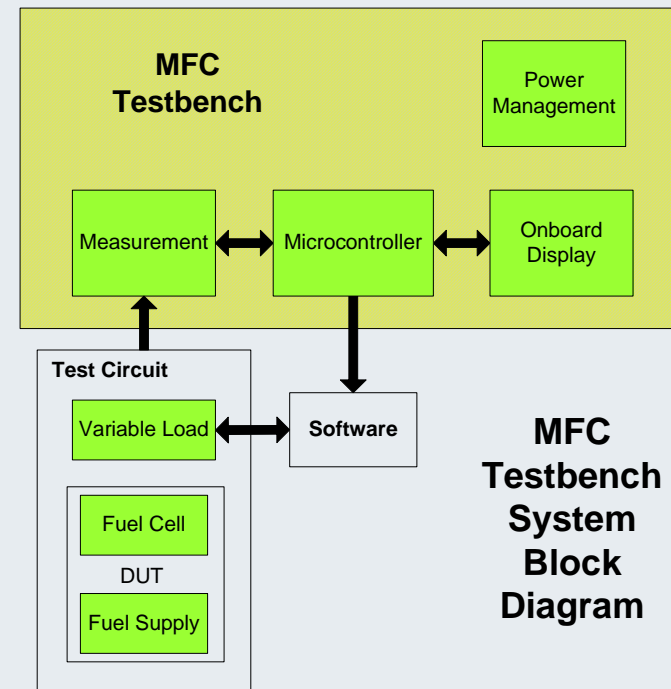 MFC
Testbench
Power
Management
Measurement
Microcontroller
Onboard
Display
Test Circuit
Variable Load
Software
Fuel Cell
DUT
Fuel Supply
MFC
Testbench
System
Block
Diagram